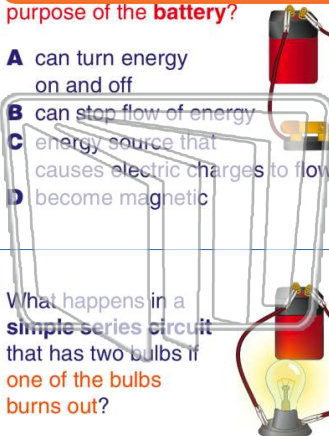 purpose of the battery?
A can turn energy
on and off
B can stop flow of energy
C energy source that
causes electric charges to flow
D become magnetic
What happens in a
simple series circuit
that has two bulbs if
one of the bulbs
burns out?